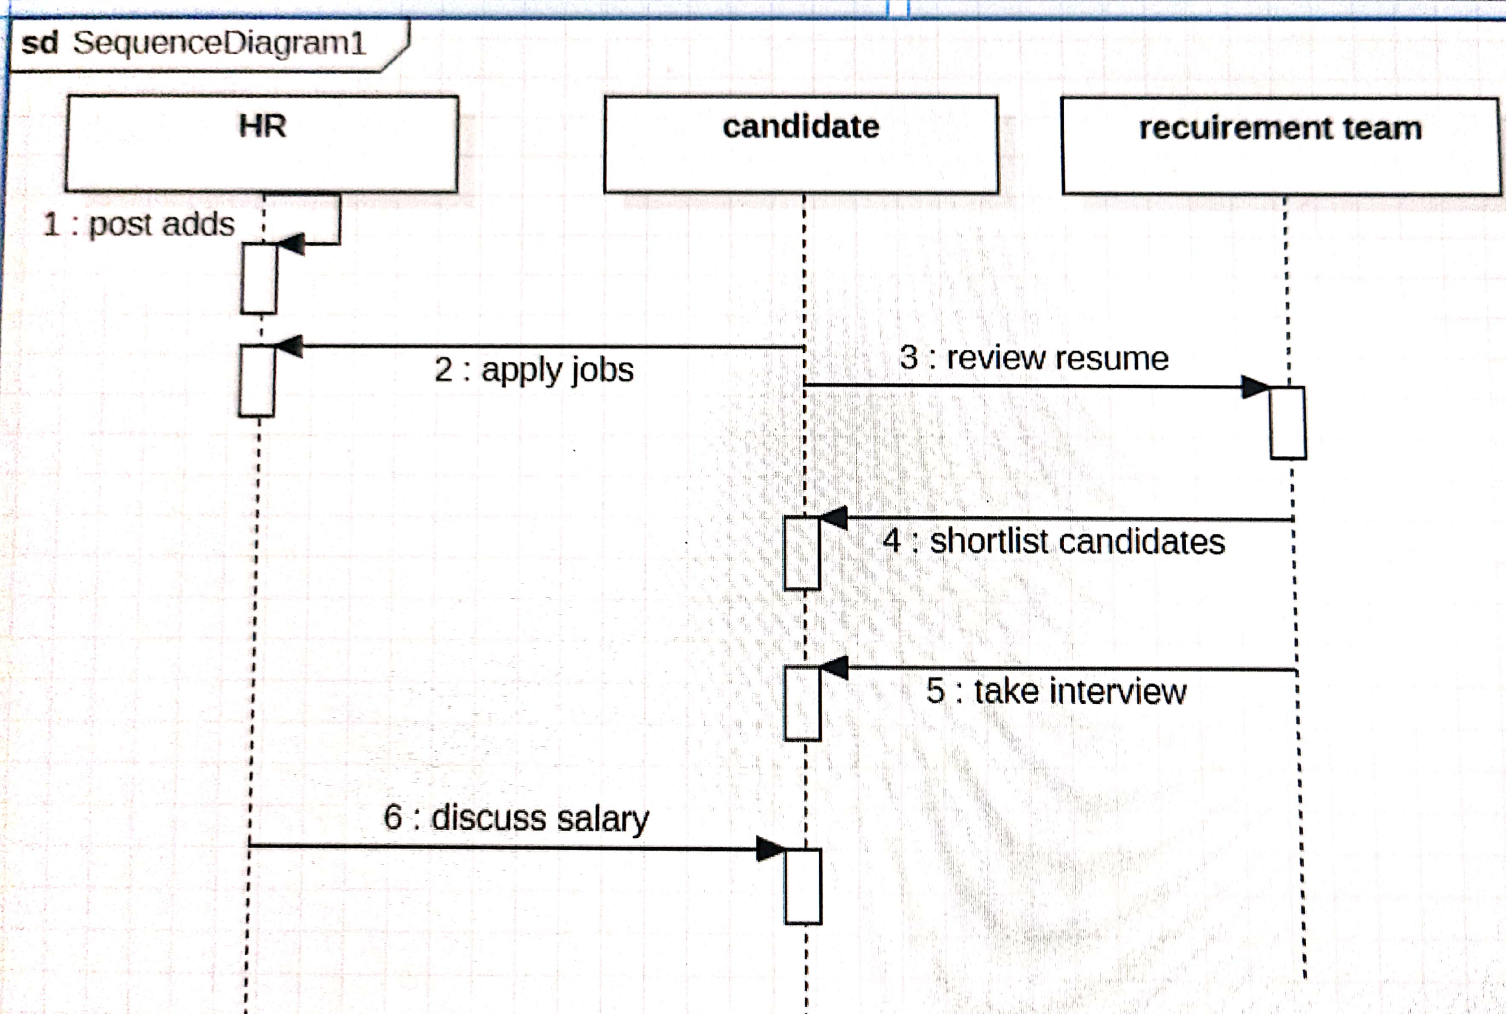 sd SequenceDiagram1
HR
candidate
recuirement team
1 : post adds
2 : apply jobs
3 : review resume
4 : shortlist candidates
5 : take interview
6 : discuss salary